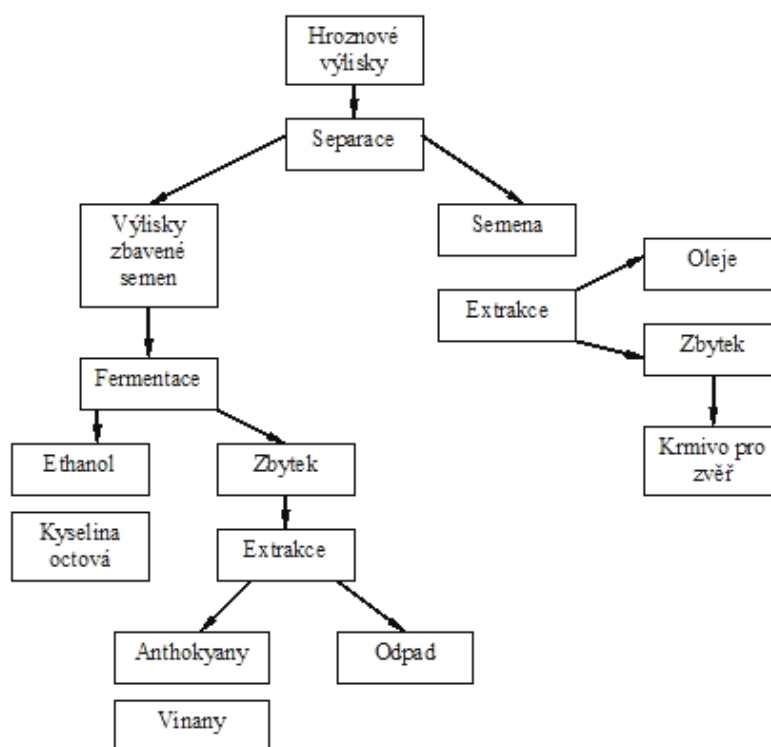 Hroznové
výlisky
Separace
Výlisky
zbavené
semen
Semena
Oleje
Extrakce
Zbytek
Fermentace
Krmivo pro
zvěř
Ethanol
Zbytek
Kyselina
octová
Extrakce
Anthokyany
Odpad
Vinany